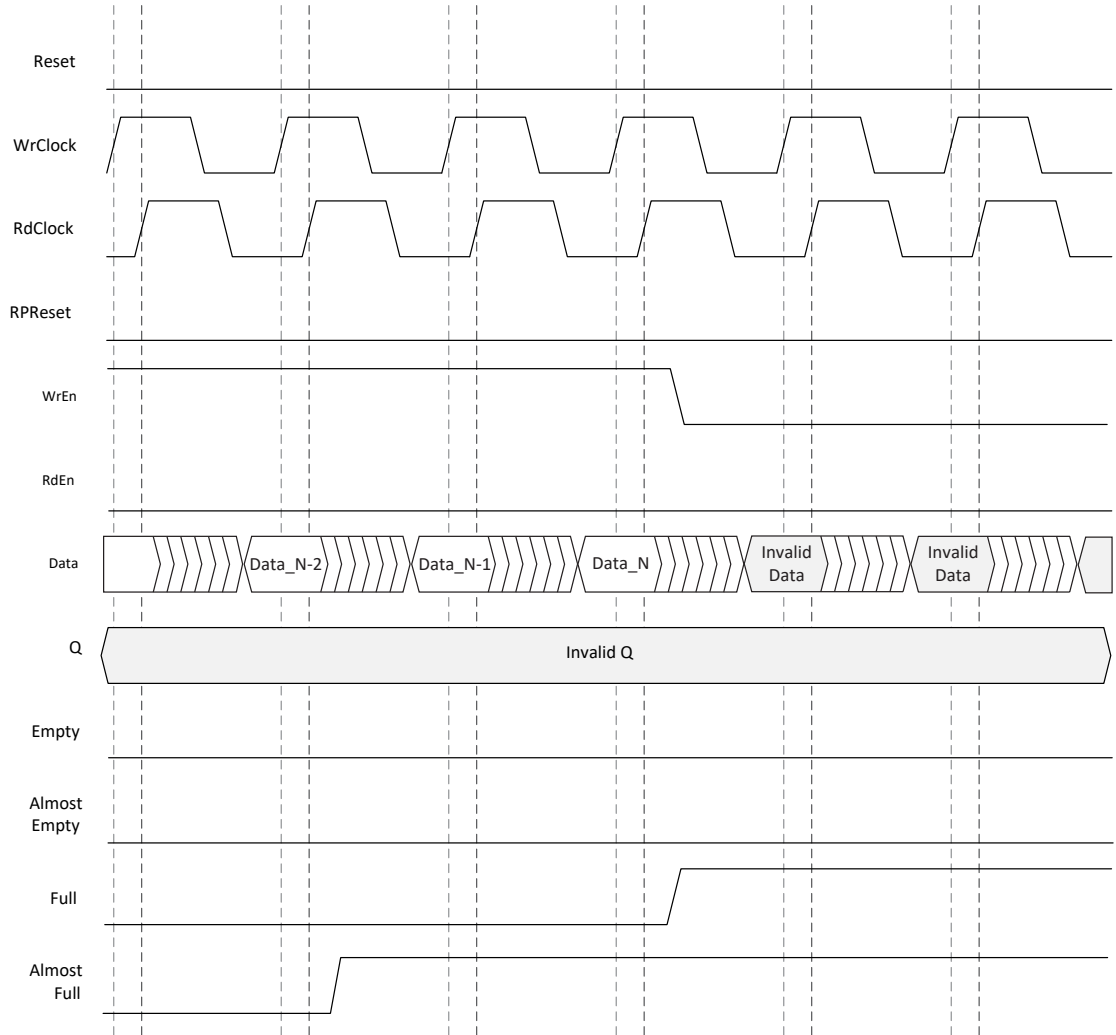 Reset
WrClock
RdClock
RPReset
WrEn
RdEn
Data
Data_N-2
Data_N-1
Data_N
Invalid
Data
Invalid
Data
Q
Invalid Q
Empty
Almost
Empty
Full
Almost
Full